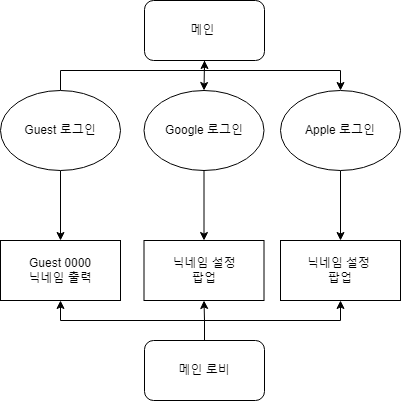 메인
Guest 로그인
Google 로그인
Apple 로그인
Guest 0000
닉네임 출력
닉네임 설정
팝업
닉네임 설정
팝업
메인 로비